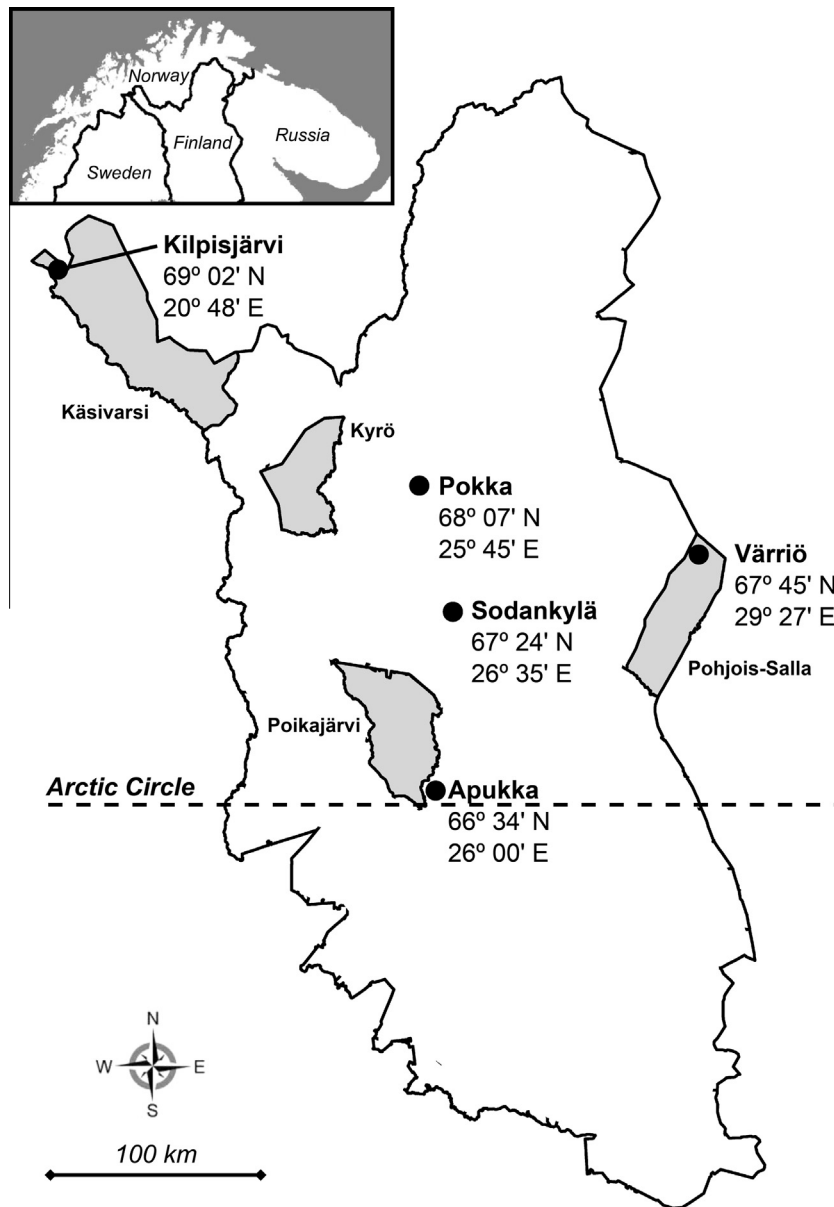 Norway
Sweden
Finland
Russia
Kilpisjärvi
69º 02' N
20º 48' E
Käsivarsi
Kyrö
Pokka
68º 07' N
25º 45' E
Värriö
67º 45' N
29º 27' E
Sodankylä
67º 24' N
26º 35' E
Pohjois-Salla
Poikajärvi
Arctic Circle
Apukka
66º 34' N
26º 00' E
N
W
E
S
100 km